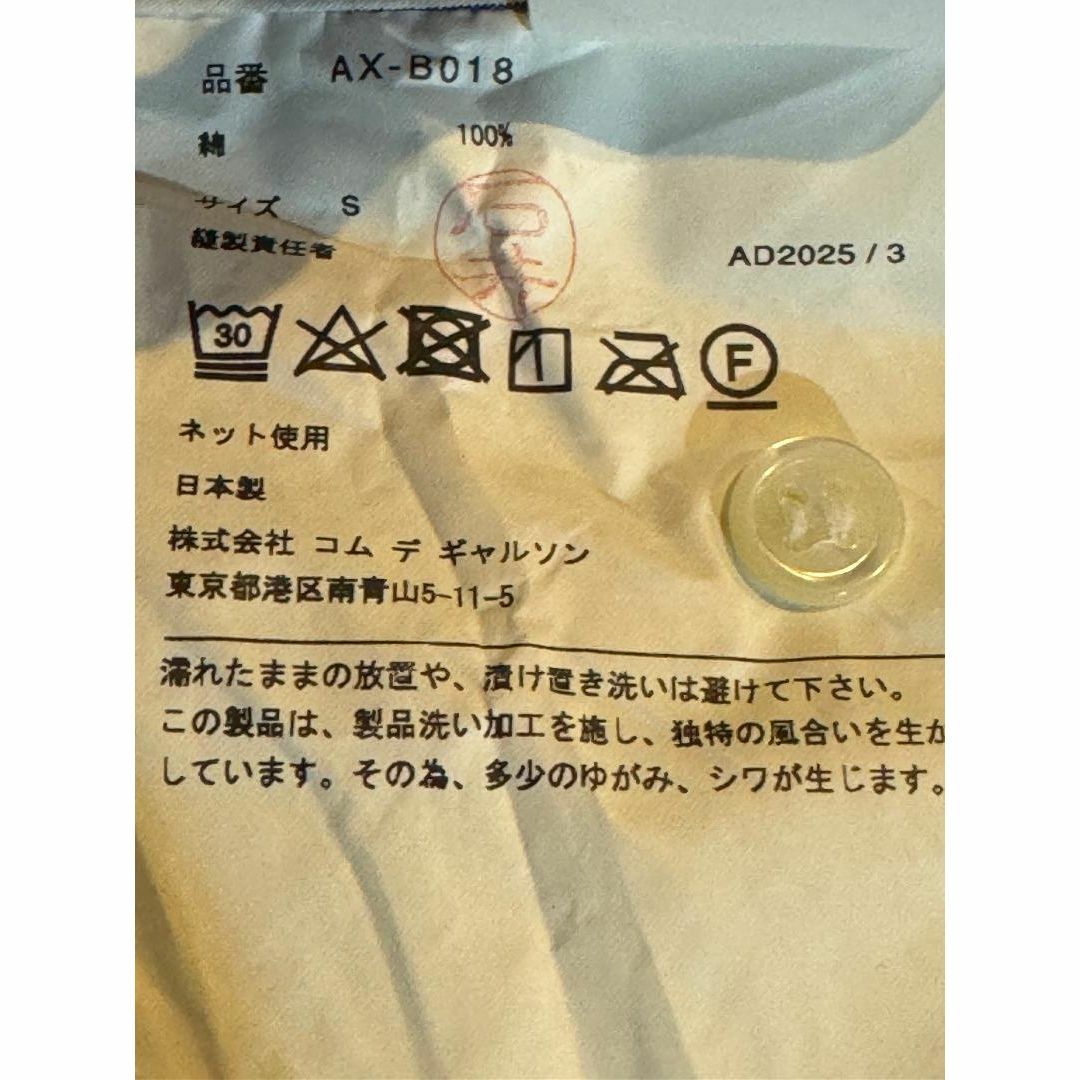 品番 AX-B018
綿 100%
サイズ S
縫製責任者
AD2025 / 3
30
F
ネット使用
日本製
株式会社 コム デ ギャルソン
東京都港区南青山5-11-5
濡れたままの放置や、漬け置き洗いは避けて下さい。
この製品は、製品洗い加工を施し、独特の風合いを生か
しています。その為、多少のゆがみ、シワが生じます。